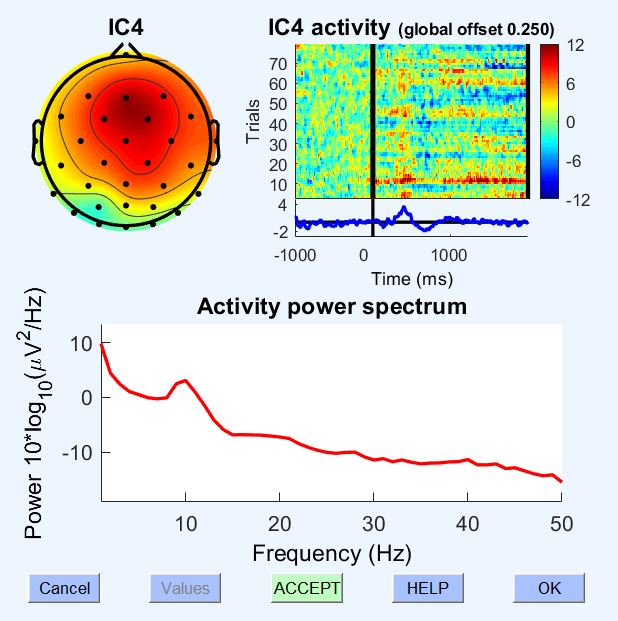 IC4
IC4 activity (global offset 0.250)
Trials
70
60
50
40
30
20
10
12
6
0
-6
-12
4
-2
-1000 0 1000
Time (ms)
Activity power spectrum
Power 10*log10(μV2/Hz)
10
0
-10
10 20 30 40 50
Frequency (Hz)
Cancel Values ACCEPT HELP OK